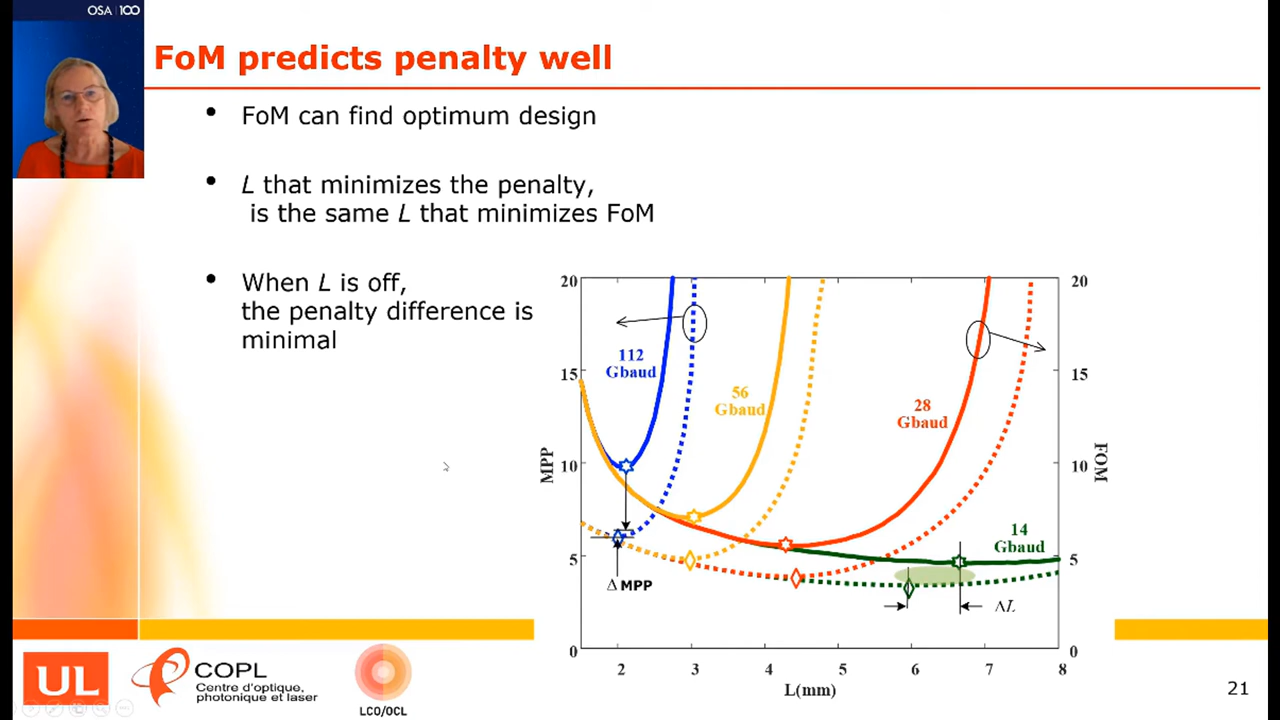 OSA | 100
FoM predicts penalty well
• FoM can find optimum design
• L that minimizes the penalty,
is the same L that minimizes FoM
• When L is off,
the penalty difference is
minimal
20
15
10
5
0
MPP
112
Gbaud
56
Gbaud
28
Gbaud
14
Gbaud
Δ MPP
ΔL
20
15
10
5
0
FOM
2 3 4 5 6 7 8
L(mm)
UL
COPL
Centre d'optique,
photonique et laser
LCO/OCL
21